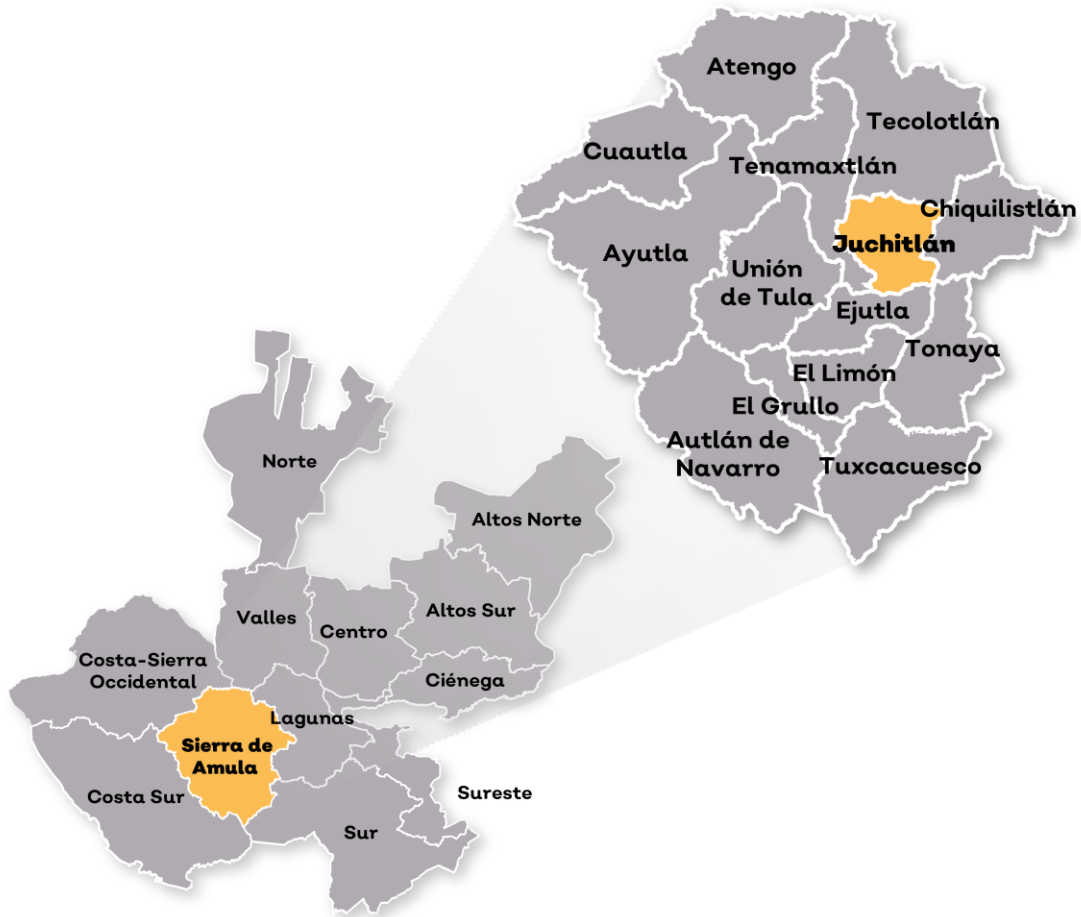 Atengo
Tecolotlán
Cuautla
Tenamaxtlán
Chiquilistlán
Juchitlán
Ayutla
Unión
de Tula
Ejutla
Tonaya
El Limón
El Grullo
Autlán de
Navarro
Tuxcacuesco
Norte
Altos Norte
Valles
Centro
Altos Sur
Costa-Sierra
Occidental
Ciénega
Lagunas
Sierra de
Amula
Costa Sur
Sureste
Sur